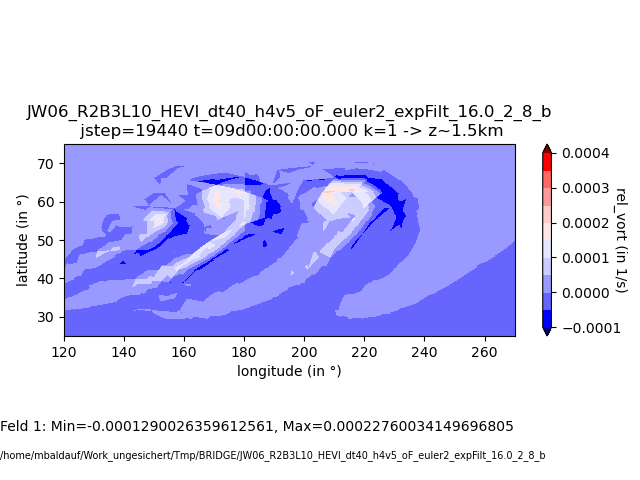 JW06_R2B3L10_HEVI_dt40_h4v5_oF_euler2_expFilt_16.0_2_8_b
jstep=19440 t=09d00:00:00.000 k=1 -> z~1.5km
70
60
50
40
30
latitude (in °)
120 140 160 180 200 220 240 260
longitude (in °)
0.0004
0.0003
0.0002
0.0001
0.0000
−0.0001
rel_vort (in 1/s)
Feld 1: Min=-0.0001290026359612561, Max=0.00022760034149696805
/home/mbaldauf/Work_ungesichert/Tmp/BRIDGE/JW06_R2B3L10_HEVI_dt40_h4v5_oF_euler2_expFilt_16.0_2_8_b